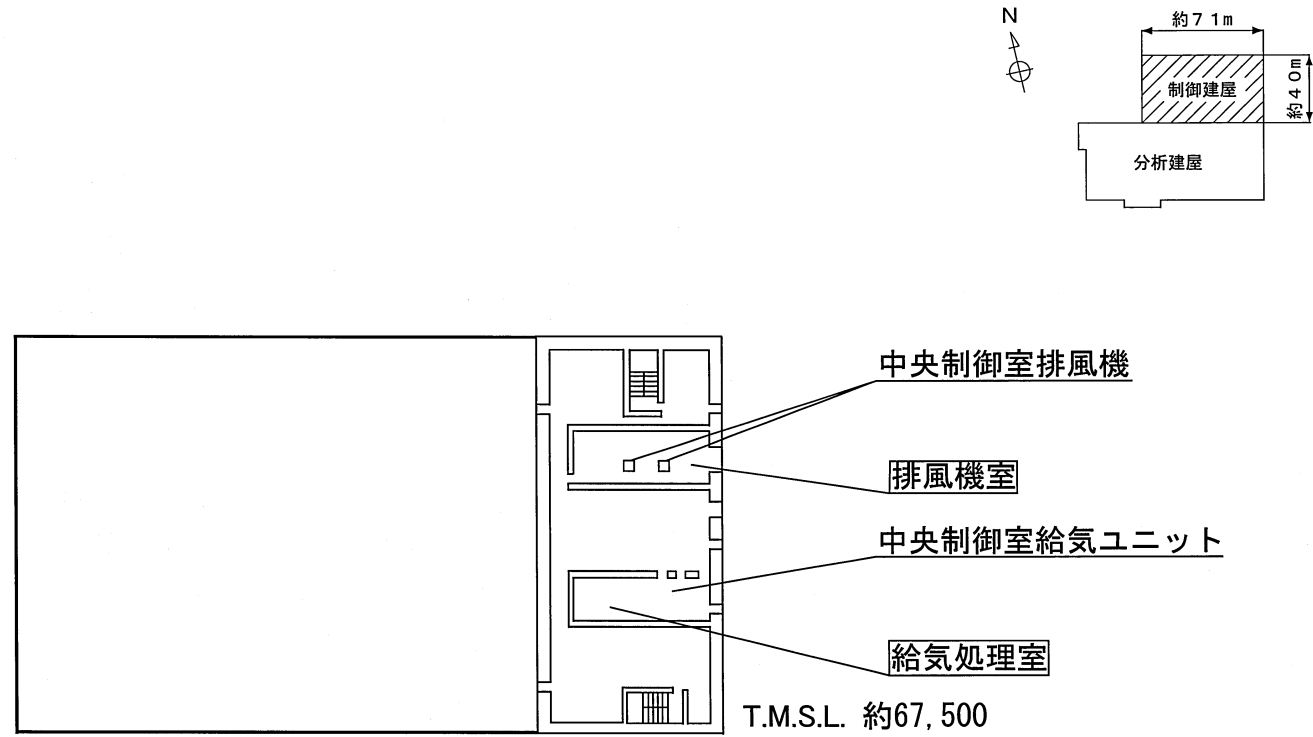 N
約71m
制御建屋
約40m
分析建屋
中央制御室排風機
排風機室
中央制御室給気ユニット
給気処理室
T.M.S.L. 約67,500